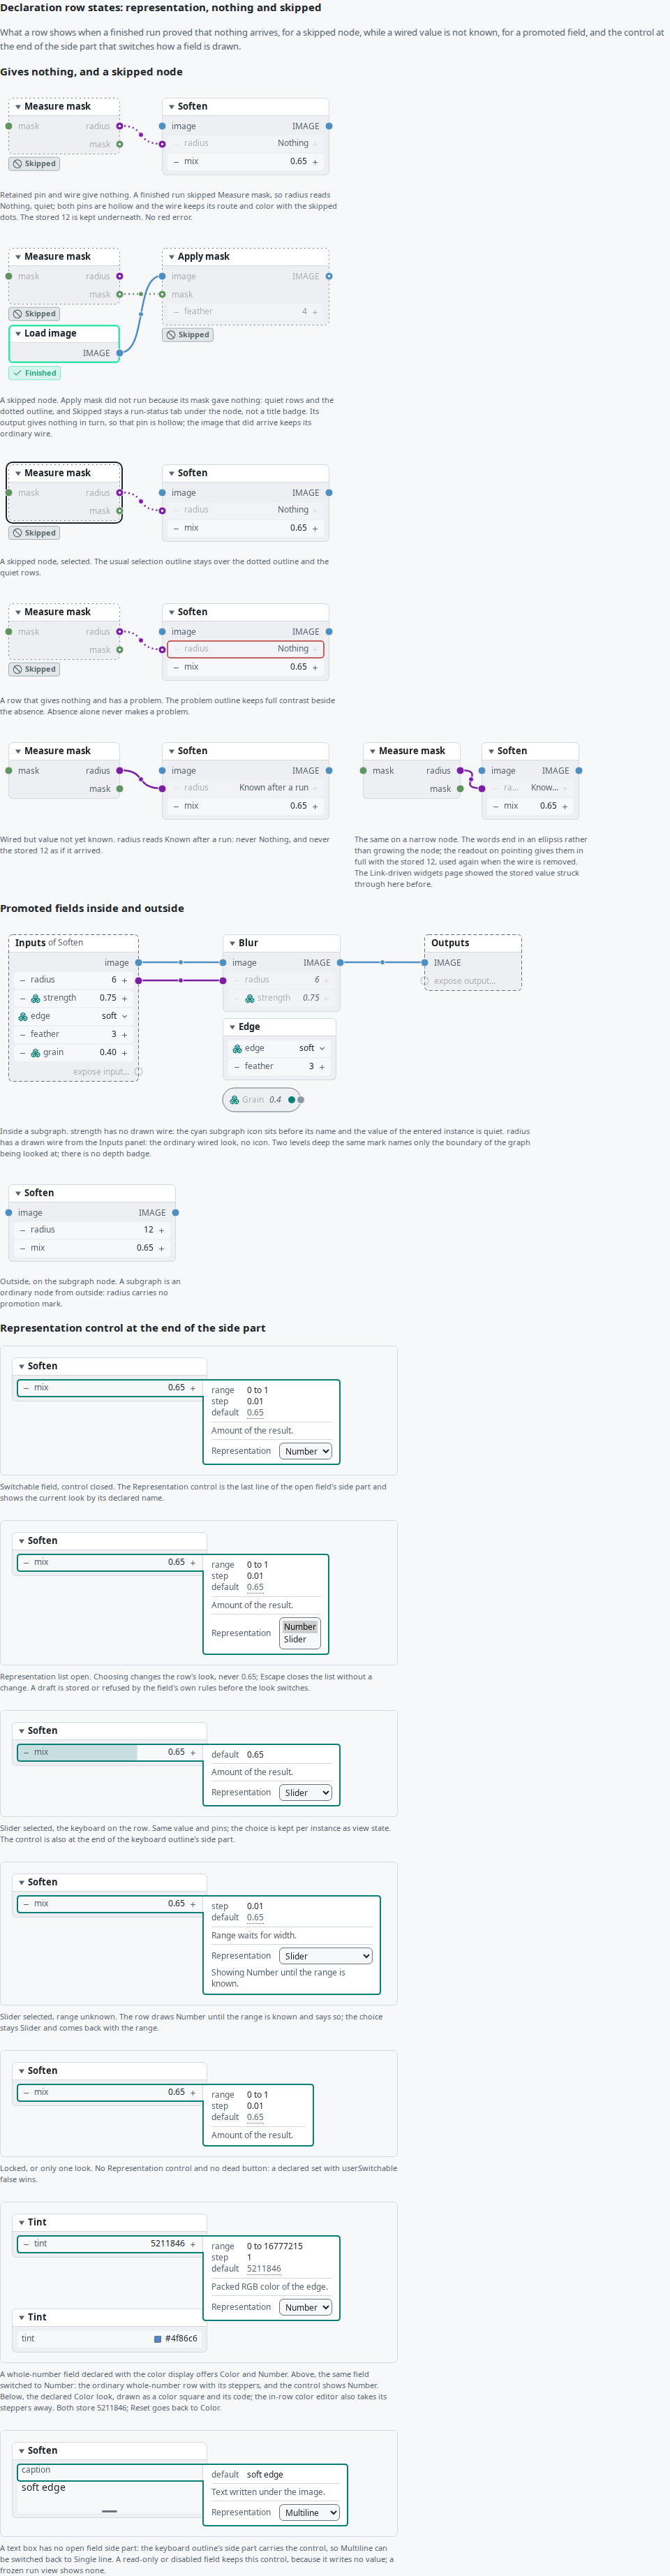 Declaration row states: representation, nothing and skipped
What a row shows when a finished run proved that nothing arrives, for a skipped node, while a wired value is not known, for a promoted field, and the control at
the end of the side part that switches how a field is drawn.
Gives nothing, and a skipped node
Measure mask
mask radius
mask
Skipped
Soften
image IMAGE
− radius Nothing +
− mix 0.65 +
Retained pin and wire give nothing. A finished run skipped Measure mask, so radius reads
Nothing, quiet; both pins are hollow and the wire keeps its route and color with the skipped
dots. The stored 12 is kept underneath. No red error.
Measure mask
mask radius
mask
Skipped
Load image
IMAGE
Finished
Apply mask
image IMAGE
mask
− feather 4 +
Skipped
A skipped node. Apply mask did not run because its mask gave nothing: quiet rows and the
dotted outline, and Skipped stays a run-status tab under the node, not a title badge. Its
output gives nothing in turn, so that pin is hollow; the image that did arrive keeps its
ordinary wire.
Measure mask
mask radius
mask
Skipped
Soften
image IMAGE
− radius Nothing +
− mix 0.65 +
A skipped node, selected. The usual selection outline stays over the dotted outline and the
quiet rows.
Measure mask
mask radius
mask
Skipped
Soften
image IMAGE
− radius Nothing +
− mix 0.65 +
A row that gives nothing and has a problem. The problem outline keeps full contrast beside
the absence. Absence alone never makes a problem.
Measure mask
mask radius
mask
Soften
image IMAGE
− radius Known after a run +
− mix 0.65 +
Wired but value not yet known. radius reads Known after a run: never Nothing, and never
the stored 12 as if it arrived.
Measure mask
mask radius
mask
Soften
image IMAGE
− ra... Know... +
− mix 0.65 +
The same on a narrow node. The words end in an ellipsis rather
than growing the node; the readout on pointing gives them in
full with the stored 12, used again when the wire is removed.
The Link-driven widgets page showed the stored value struck
through here before.
Promoted fields inside and outside
Inputs of Soften
image
− radius 6 +
− strength 0.75 +
edge soft
− feather 3 +
− grain 0.40 +
expose input...
Blur
image IMAGE
− radius 6 +
− strength 0.75 +
Edge
edge soft
− feather 3 +
Grain 0.4
Outputs
IMAGE
expose output...
Inside a subgraph. strength has no drawn wire: the cyan subgraph icon sits before its name and the value of the entered instance is quiet. radius
has a drawn wire from the Inputs panel: the ordinary wired look, no icon. Two levels deep the same mark names only the boundary of the graph
being looked at; there is no depth badge.
Soften
image IMAGE
− radius 12 +
− mix 0.65 +
Outside, on the subgraph node. A subgraph is an
ordinary node from outside: radius carries no
promotion mark.
Representation control at the end of the side part
Soften
− mix 0.65 +
range 0 to 1
step 0.01
default 0.65
Amount of the result.
Representation Number
Switchable field, control closed. The Representation control is the last line of the open field's side part and
shows the current look by its declared name.
Soften
− mix 0.65 +
range 0 to 1
step 0.01
default 0.65
Amount of the result.
Representation Number
Slider
Representation list open. Choosing changes the row's look, never 0.65; Escape closes the list without a
change. A draft is stored or refused by the field's own rules before the look switches.
Soften
− mix 0.65 +
default 0.65
Amount of the result.
Representation Slider
Slider selected, the keyboard on the row. Same value and pins; the choice is kept per instance as view state.
The control is also at the end of the keyboard outline's side part.
Soften
− mix 0.65 +
step 0.01
default 0.65
Range waits for width.
Representation Slider
Showing Number until the range is
known.
Slider selected, range unknown. The row draws Number until the range is known and says so; the choice
stays Slider and comes back with the range.
Soften
− mix 0.65 +
range 0 to 1
step 0.01
default 0.65
Amount of the result.
Locked, or only one look. No Representation control and no dead button: a declared set with userSwitchable
false wins.
Tint
− tint 5211846 +
range 0 to 16777215
step 1
default 5211846
Packed RGB color of the edge.
Representation Number
Tint
tint #4f86c6
A whole-number field declared with the color display offers Color and Number. Above, the same field
switched to Number: the ordinary whole-number row with its steppers, and the control shows Number.
Below, the declared Color look, drawn as a color square and its code; the in-row color editor also takes its
steppers away. Both store 5211846; Reset goes back to Color.
Soften
caption
soft edge
default soft edge
Text written under the image.
Representation Multiline
A text box has no open field side part: the keyboard outline's side part carries the control, so Multiline can
be switched back to Single line. A read-only or disabled field keeps this control, because it writes no value; a
frozen run view shows none.